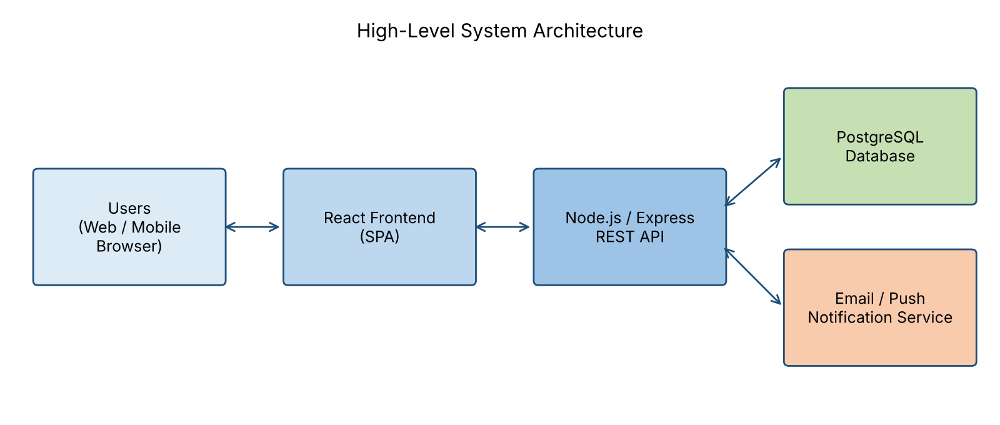 High-Level System Architecture
Users
(Web / Mobile
Browser)
React Frontend
(SPA)
Node.js / Express
REST API
PostgreSQL
Database
Email / Push
Notification Service